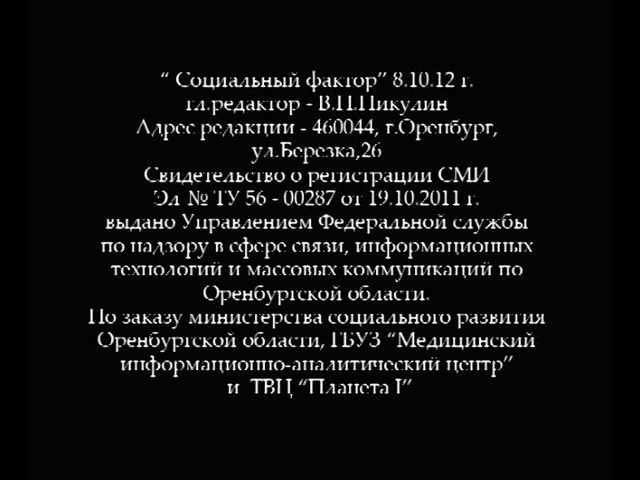 “ Социальный фактор” 8.10.12 г.
гл.редактор - В.П.Пикулин
Адрес редакции - 460044, г.Оренбург,
ул.Березка,26
Свидетельство о регистрации СМИ
Эл № ТУ 56 - 00287 от 19.10.2011 г.
выдано Управлением Федеральной службы
по надзору в сфере связи, информационных
технологий и массовых коммуникаций по
Оренбургской области.
По заказу министерства социального развития
Оренбургской области, ГБУЗ “Медицинский
информационно-аналитический центр”
и ТВЦ “Планета I”